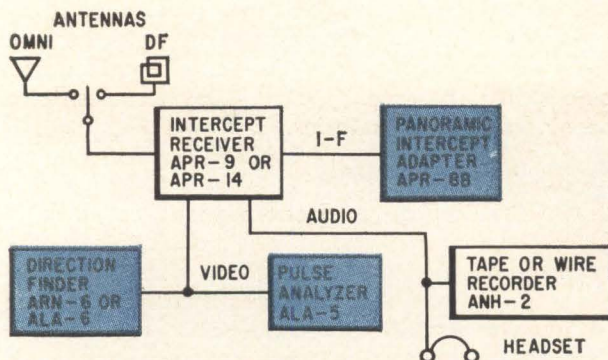 ANTENNAS
OMNI
DF
INTERCEPT
RECEIVER
APR-9 OR
APR-14
I-F
PANORAMIC
INTERCEPT
ADAPTER
APR-8B
AUDIO
DIRECTION
FINDER
ARN-6 OR
ALA-6
VIDEO
PULSE
ANALYZER
ALA-5
TAPE OR WIRE
RECORDER
ANH-2
HEADSET